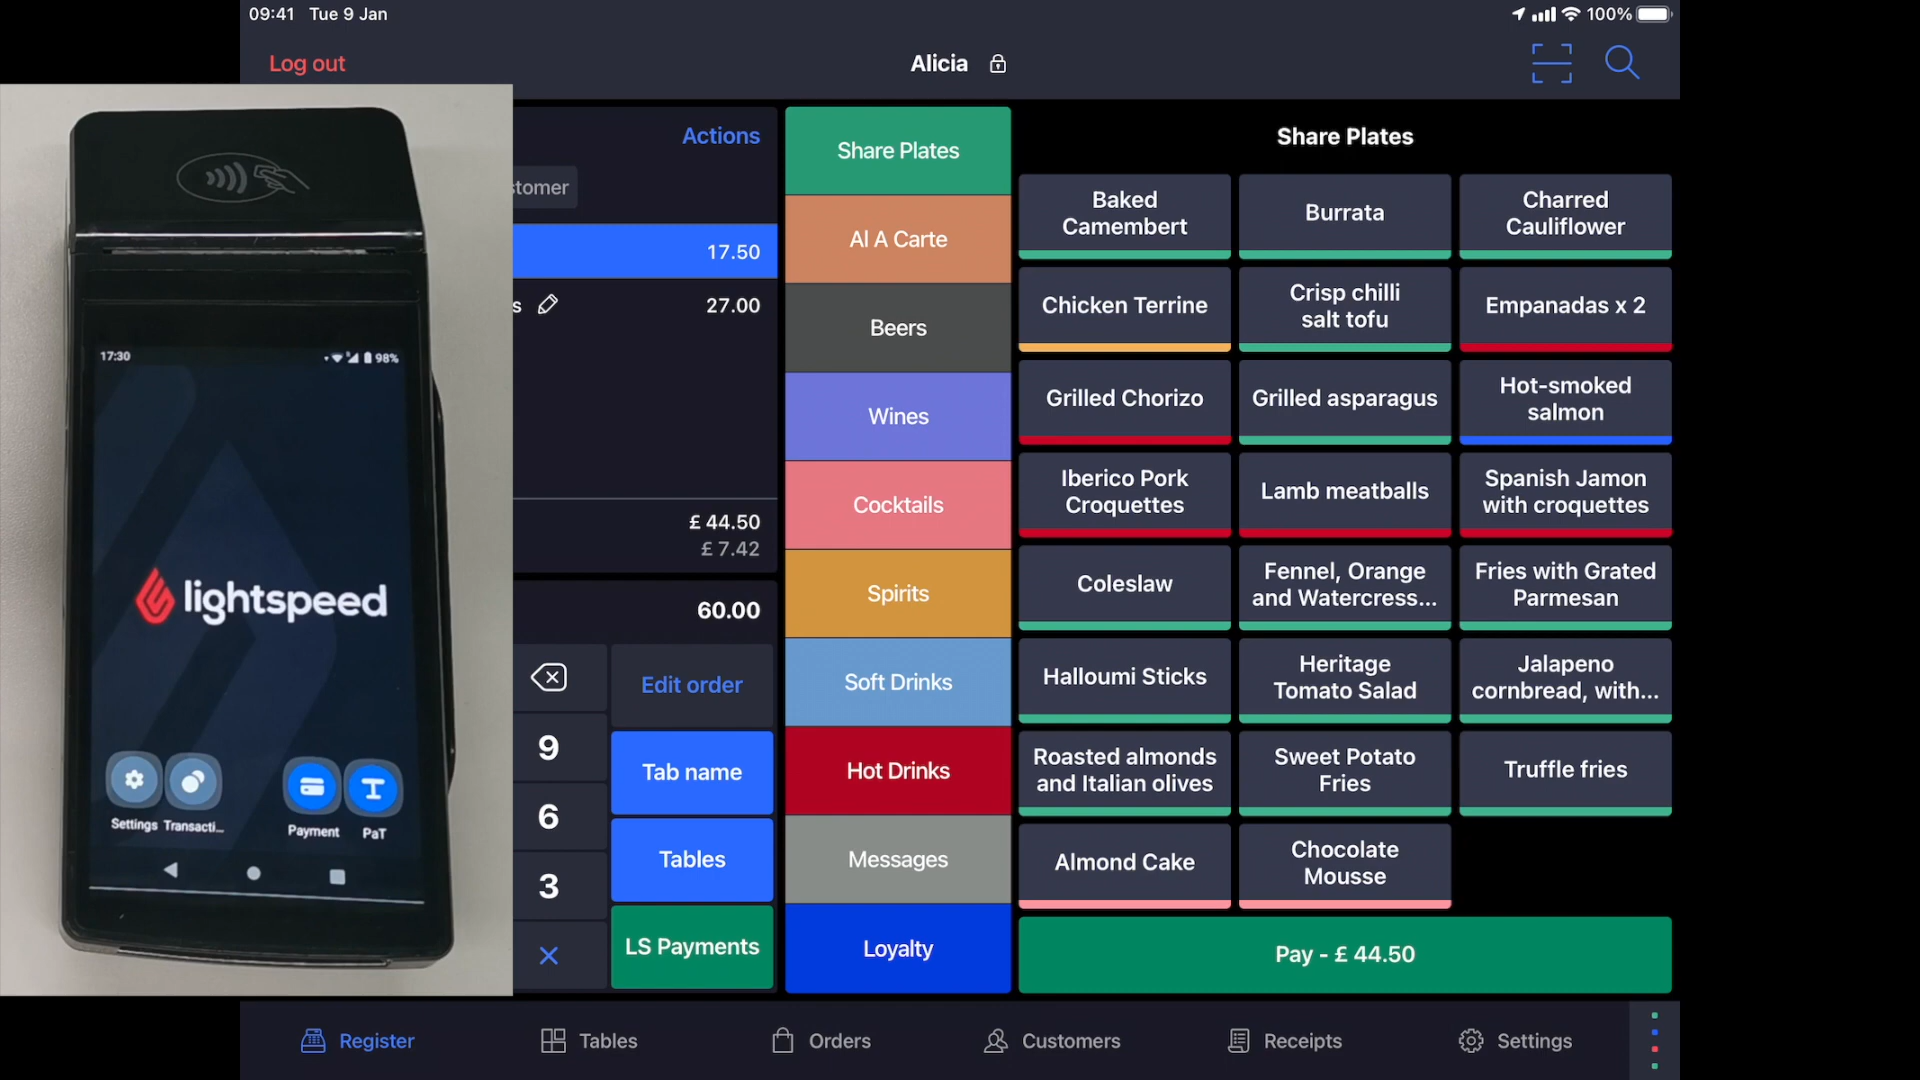 09:41 Tue 9 Jan
100%
Log out
Alicia
Actions
stomer
17.50
s 27.00
£ 44.50
£ 7.42
60.00
Edit order
9
Tab name
6
Tables
3
LS Payments
17:30
98%
lightspeed
Settings Transacti...
Payment PaT
Share Plates
Al A Carte
Beers
Wines
Cocktails
Spirits
Soft Drinks
Hot Drinks
Messages
Loyalty
Share Plates
Baked
Camembert
Burrata
Charred
Cauliflower
Chicken Terrine
Crisp chilli
salt tofu
Empanadas x 2
Grilled Chorizo
Grilled asparagus
Hot-smoked
salmon
Iberico Pork
Croquettes
Lamb meatballs
Spanish Jamon
with croquettes
Coleslaw
Fennel, Orange
and Watercress...
Fries with Grated
Parmesan
Halloumi Sticks
Heritage
Tomato Salad
Jalapeno
cornbread, with...
Roasted almonds
and Italian olives
Sweet Potato
Fries
Truffle fries
Almond Cake
Chocolate
Mousse
Pay - £ 44.50
Register
Tables
Orders
Customers
Receipts
Settings